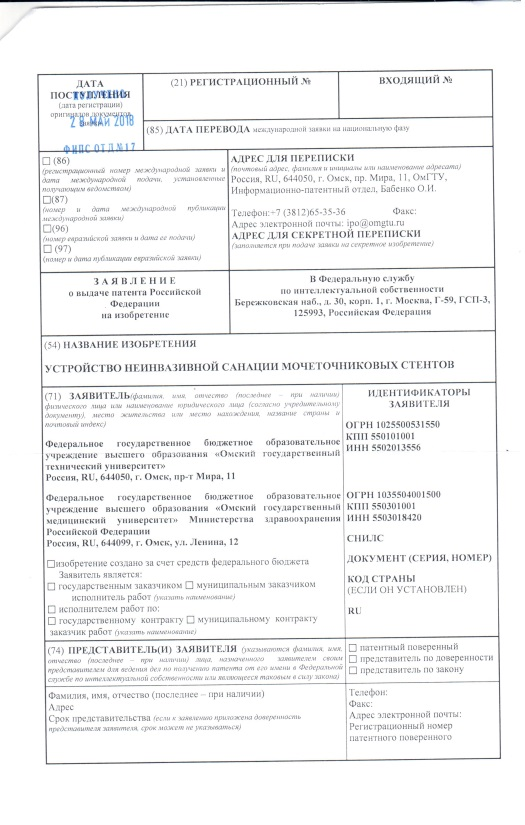 ДАТА
ПОСТУПЛЕНИЯ
(дата регистрации)
оригиналов документов
28 МАЙ 2018
ФИПС ОТД №17
(21) РЕГИСТРАЦИОННЫЙ №
ВХОДЯЩИЙ №
(85) ДАТА ПЕРЕВОДА международной заявки на национальную фазу
☐ (86)
(регистрационный номер международной заявки и
дата международной подачи, установленные
получающим ведомством)
☐(87)
(номер и дата международной публикации
международной заявки)
☐(96)
(номер евразийской заявки и дата ее подачи)
☐ (97)
(номер и дата публикации евразийской заявки)
АДРЕС ДЛЯ ПЕРЕПИСКИ
(почтовый адрес, фамилия и инициалы или наименование адресата)
Россия, RU, 644050, г. Омск, пр. Мира, 11, ОмГТУ,
Информационно-патентный отдел, Бабенко О.И.
Телефон:+7 (3812)65-35-36 Факс:
Адрес электронной почты: ipo@omgtu.ru
АДРЕС ДЛЯ СЕКРЕТНОЙ ПЕРЕПИСКИ
(заполняется при подаче заявки на секретное изобретение)
З А Я В Л Е Н И Е
о выдаче патента Российской
Федерации
на изобретение
В Федеральную службу
по интеллектуальной собственности
Бережковская наб., д. 30, корп. 1, г. Москва, Г-59, ГСП-3,
125993, Российская Федерация
(54) НАЗВАНИЕ ИЗОБРЕТЕНИЯ
УСТРОЙСТВО НЕИНВАЗИВНОЙ САНАЦИИ МОЧЕТОЧНИКОВЫХ СТЕНТОВ
(71) ЗАЯВИТЕЛЬ(фамилия, имя, отчество (последнее – при наличии)
физического лица или наименование юридического лица (согласно учредительному
документу), место жительства или место нахождения, название страны и
почтовый индекс)
Федеральное государственное бюджетное образовательное
учреждение высшего образования «Омский государственный
технический университет»
Россия, RU, 644050, г. Омск, пр-т Мира, 11
Федеральное государственное бюджетное образовательное
учреждение высшего образования «Омский государственный
медицинский университет» Министерства здравоохранения
Российской Федерации
Россия, RU, 644099, г. Омск, ул. Ленина, 12
☐изобретение создано за счет средств федерального бюджета
Заявитель является:
☐ государственным заказчиком ☐ муниципальным заказчиком
исполнитель работ (указать наименование)
☐ исполнителем работ по:
☐ государственному контракту ☐ муниципальному контракту
заказчик работ (указать наименование)
ИДЕНТИФИКАТОРЫ
ЗАЯВИТЕЛЯ
ОГРН 1025500531550
КПП 550101001
ИНН 5502013556
ОГРН 1035504001500
КПП 550301001
ИНН 5503018420
СНИЛС
ДОКУМЕНТ (СЕРИЯ, НОМЕР)
КОД СТРАНЫ
(ЕСЛИ ОН УСТАНОВЛЕН)
RU
(74) ПРЕДСТАВИТЕЛЬ(И) ЗАЯВИТЕЛЯ (указываются фамилия, имя,
отчество (последнее – при наличии) лица, назначенного заявителем своим
представителем для ведения дел по получению патента от его имени в Федеральной
службе по интеллектуальной собственности или являющееся таковым в силу закона)
☐ патентный поверенный
☐ представитель по доверенности
☐ представитель по закону
Фамилия, имя, отчество (последнее – при наличии)
Адрес
Срок представительства (если к заявлению приложена доверенность
представителя заявителя, срок может не указываться)
Телефон:
Факс:
Адрес электронной почты:
Регистрационный номер
патентного поверенного